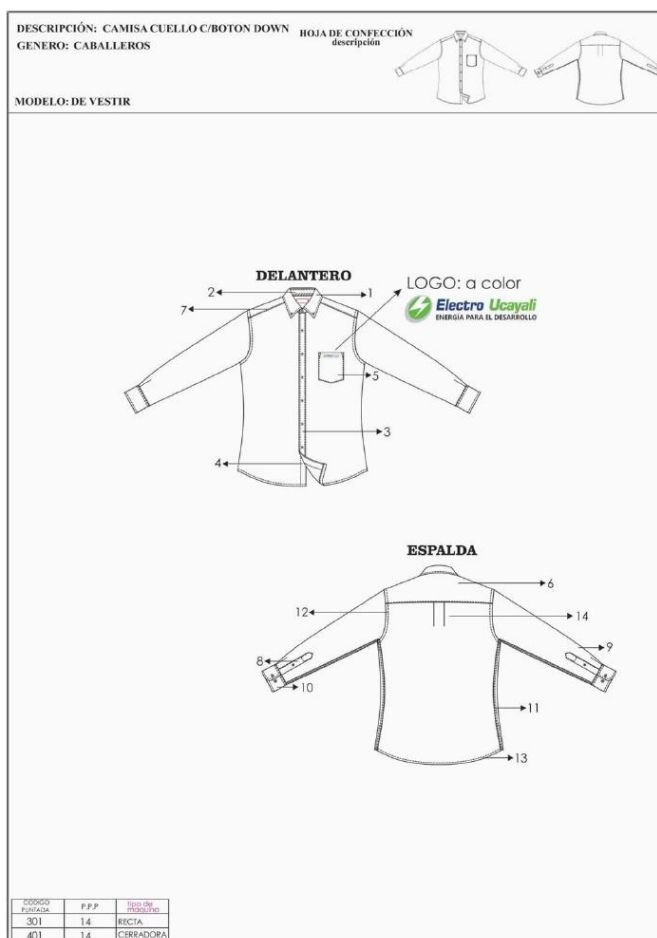 DESCRIPCIÓN: CAMISA CUELLO C/BOTON DOWN
GENERO: CABALLEROS
MODELO: DE VESTIR
HOJA DE CONFECCIÓN
descripción
DELANTERO
LOGO: a color
Electro Ucayali
ENERGÍA PARA EL DESARROLLO
2
1
7
5
3
4
ESPALDA
6
12
14
9
8
10
11
13
CODIGO PUNTADA P.P.P tipo de maquina
301 14 RECTA
401 14 CERRADORA